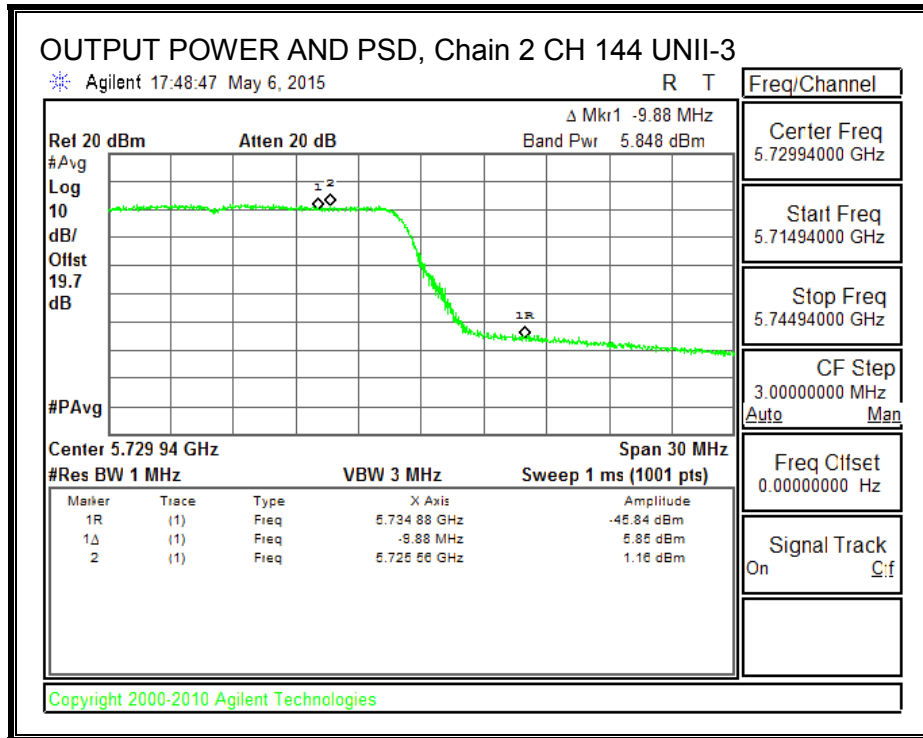 OUTPUT POWER AND PSD, Chain 2 CH 144 UNII-3
Agilent 17:48:47 May 6, 2015 R T
Freq/Channel
Δ Mkr1 -9.88 MHz
Ref 20 dBm Atten 20 dB Band Pwr 5.848 dBm
#Avg
Log
10
dB/
Offst
19.7
dB
1 2
1R
#PAvg
Center 5.729 94 GHz Span 30 MHz
#Res BW 1 MHz VBW 3 MHz Sweep 1 ms (1001 pts)
Marker Trace Type X Axis Amplitude
1R (1) Freq 5.734 88 GHz -45.84 dBm
1Δ (1) Freq -9.88 MHz 5.85 dBm
2 (1) Freq 5.725 56 GHz 1.16 dBm
Center Freq
5.72994000 GHz
Start Freq
5.71494000 GHz
Stop Freq
5.74494000 GHz
CF Step
3.00000000 MHz
Auto Man
Freq Offset
0.00000000 Hz
Signal Track
On Off
Copyright 2000-2010 Agilent Technologies